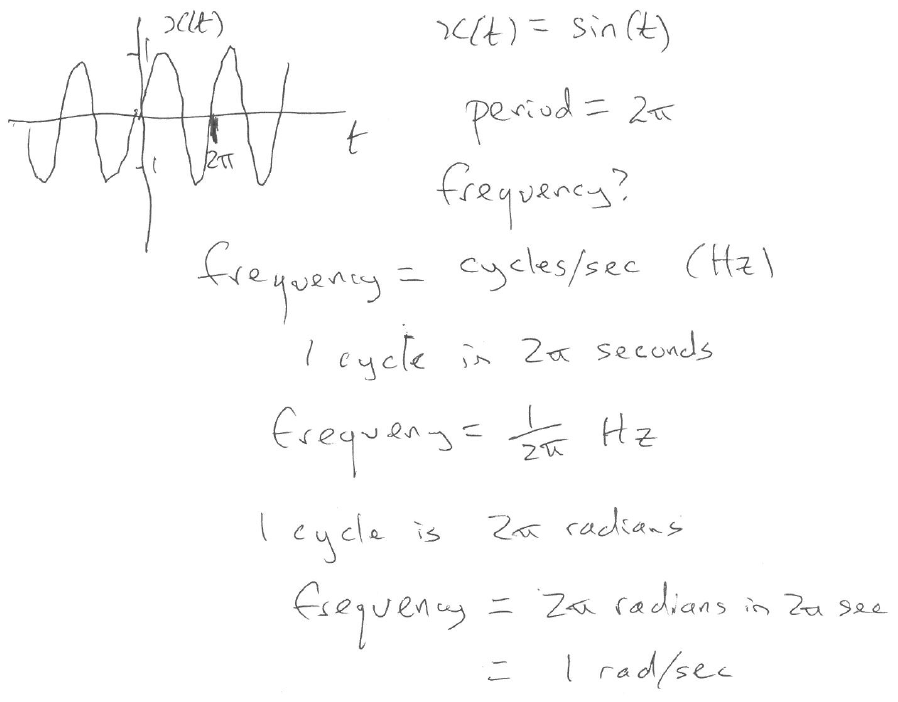 x(t)
x(t) = sin(t)
1
period = 2π
t
1
2π
frequency?
frequency = cycles/sec (Hz)
1 cycle in 2π seconds
frequency = 1/2π Hz
1 cycle is 2π radians
frequency = 2π radians in 2π sec
= 1 rad/sec